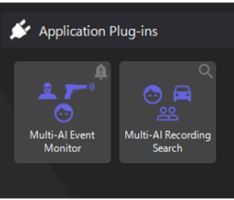 Application Plug-ins
Multi-AI Event
Monitor
Multi-AI Recording
Search